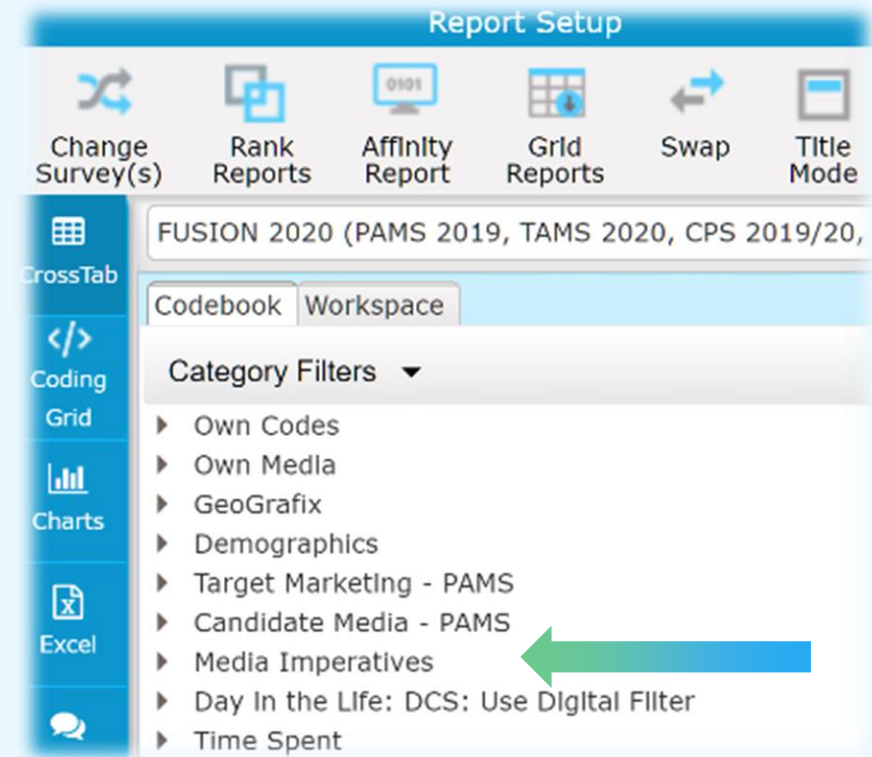 Report Setup
Change Survey(s)
Rank Reports
0101
Affinity Report
Grid Reports
Swap
Title Mode
FUSION 2020 (PAMS 2019, TAMS 2020, CPS 2019/20,
CrossTab
Codebook
Workspace
</>
Coding Grid
Category Filters
Own Codes
Own Media
GeoGrafix
Charts
Demographics
Target Marketing - PAMS
X
Excel
Candidate Media - PAMS
Media Imperatives
Day in the Life: DCS: Use Digital Filter
Time Spent